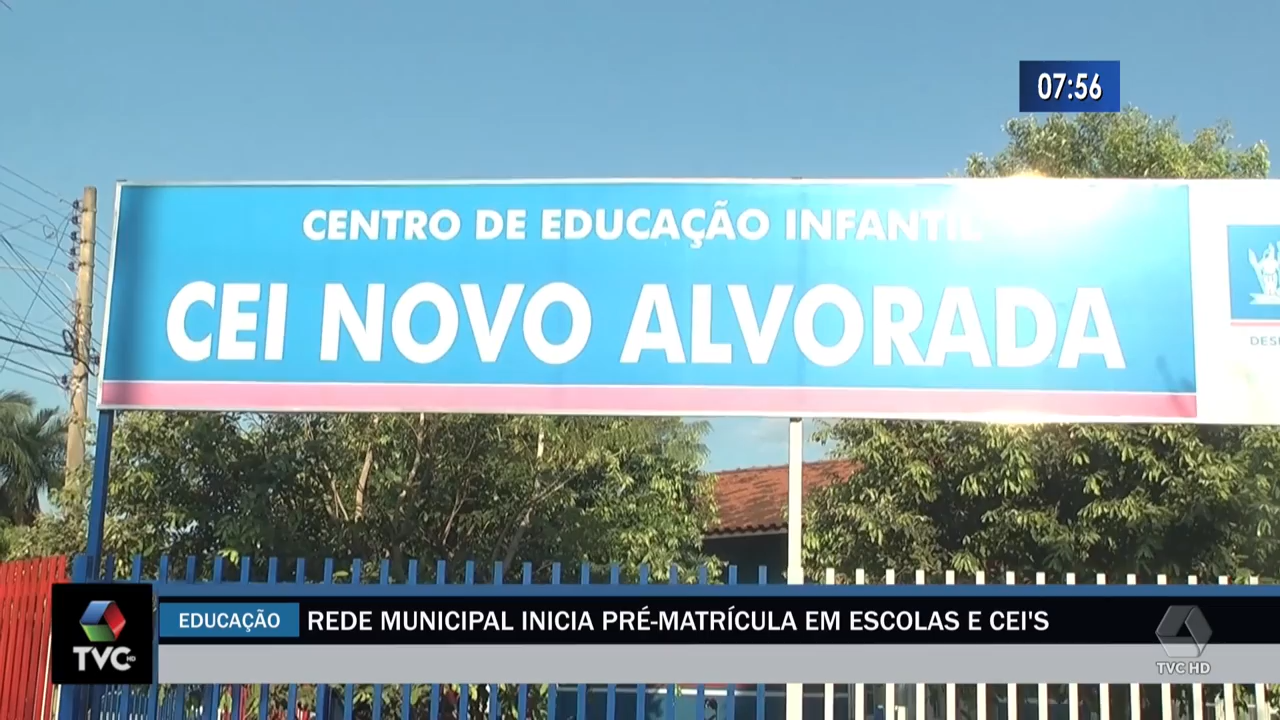 07:56
CENTRO DE EDUCAÇÃO INFANTIL
CEI NOVO ALVORADA
EDUCAÇÃO
REDE MUNICIPAL INICIA PRÉ-MATRÍCULA EM ESCOLAS E CEI'S
TVC HD
TVC HD